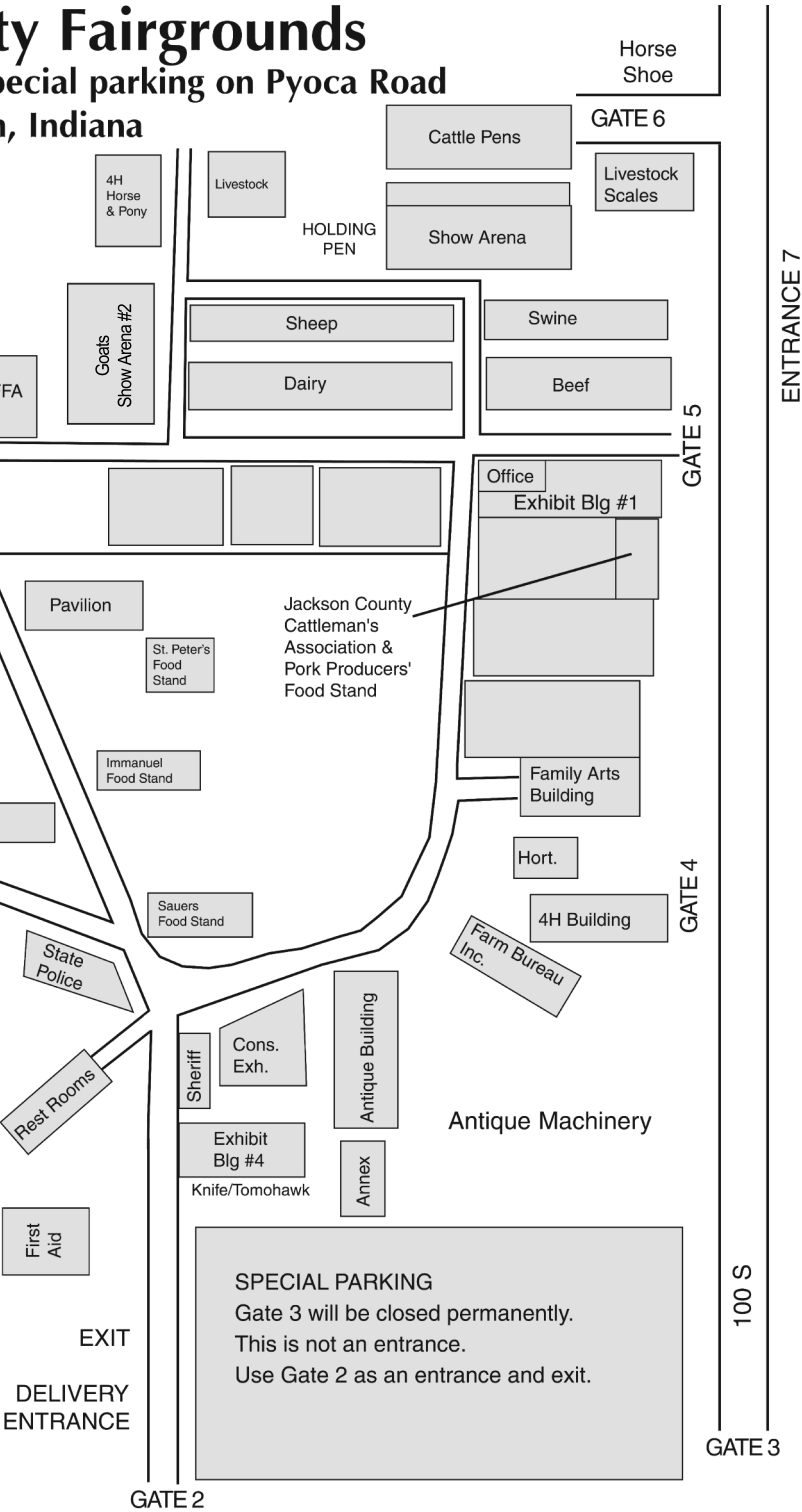 ty Fairgrounds
pecial parking on Pyoca Road
n, Indiana
Horse
Shoe
GATE 6
Cattle Pens
4H
Horse
& Pony
Livestock
Livestock
Scales
HOLDING
PEN
Show Arena
ENTRANCE 7
Goats
Show Arena #2
Sheep
Swine
FFA
Dairy
Beef
GATE 5
Office
Exhibit Blg #1
Pavilion
Jackson County
Cattleman's
Association &
Pork Producers'
Food Stand
St. Peter's
Food
Stand
Immanuel
Food Stand
Family Arts
Building
Hort.
GATE 4
Sauers
Food Stand
4H Building
Farm Bureau
Inc.
State
Police
Cons.
Exh.
Antique Building
Sheriff
Rest Rooms
Antique Machinery
Exhibit
Blg #4
Annex
Knife/Tomohawk
First
Aid
SPECIAL PARKING
Gate 3 will be closed permanently.
This is not an entrance.
Use Gate 2 as an entrance and exit.
100 S
EXIT
DELIVERY
ENTRANCE
GATE 3
GATE 2